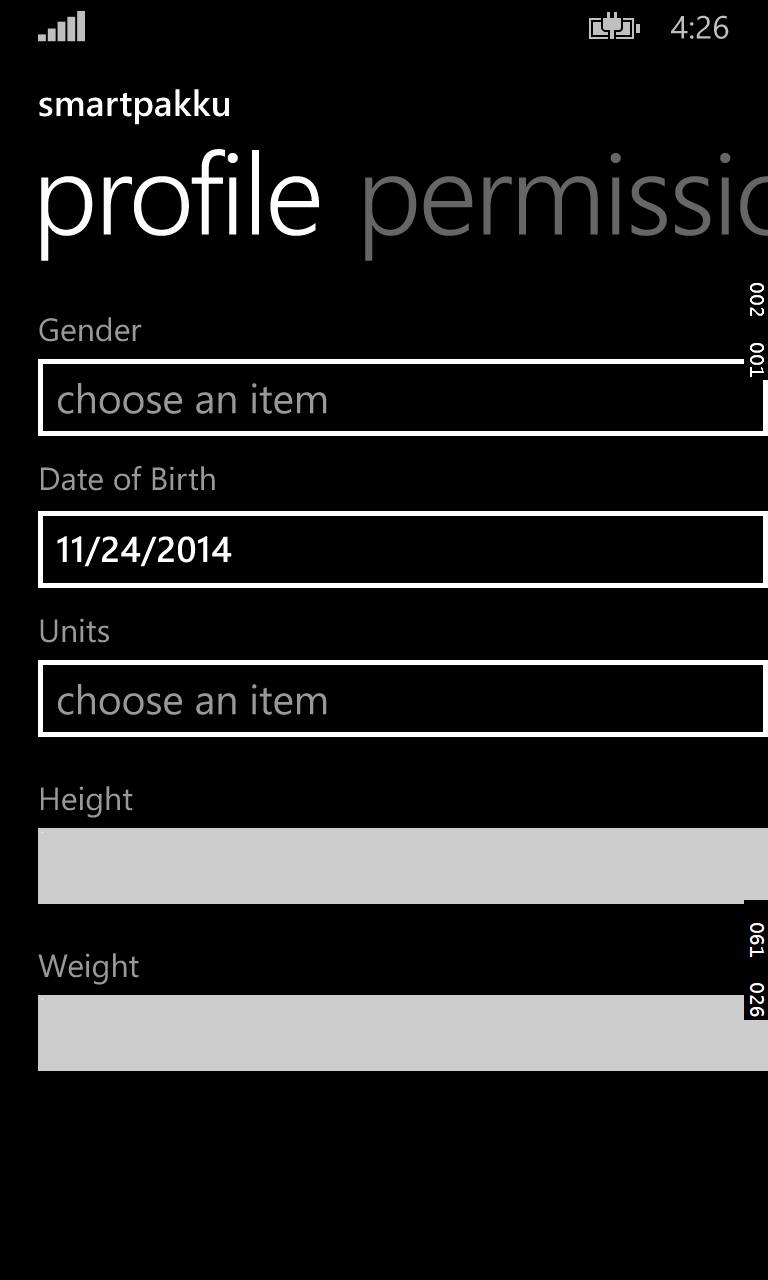 4:26
smartpakku
profile permissio
002 001
Gender
choose an item
Date of Birth
11/24/2014
Units
choose an item
Height
061 026
Weight